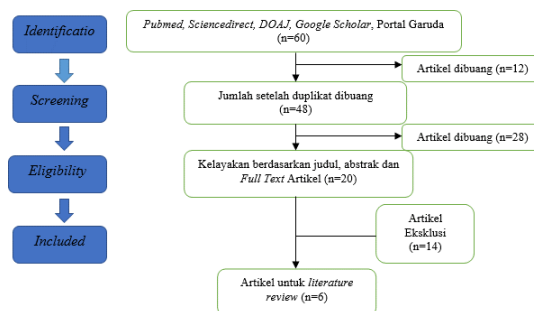 Identificatio
Pubmed, Sciencedirect, DOAJ, Google Scholar, Portal Garuda
(n=60)
Artikel dibuang (n=12)
Screening
Jumlah setelah duplikat dibuang
(n=48)
Artikel dibuang (n=28)
Eligibility
Kelayakan berdasarkan judul, abstrak dan
Full Text Artikel (n=20)
Included
Artikel
Eksklusi
(n=14)
Artikel untuk literature
review (n=6)